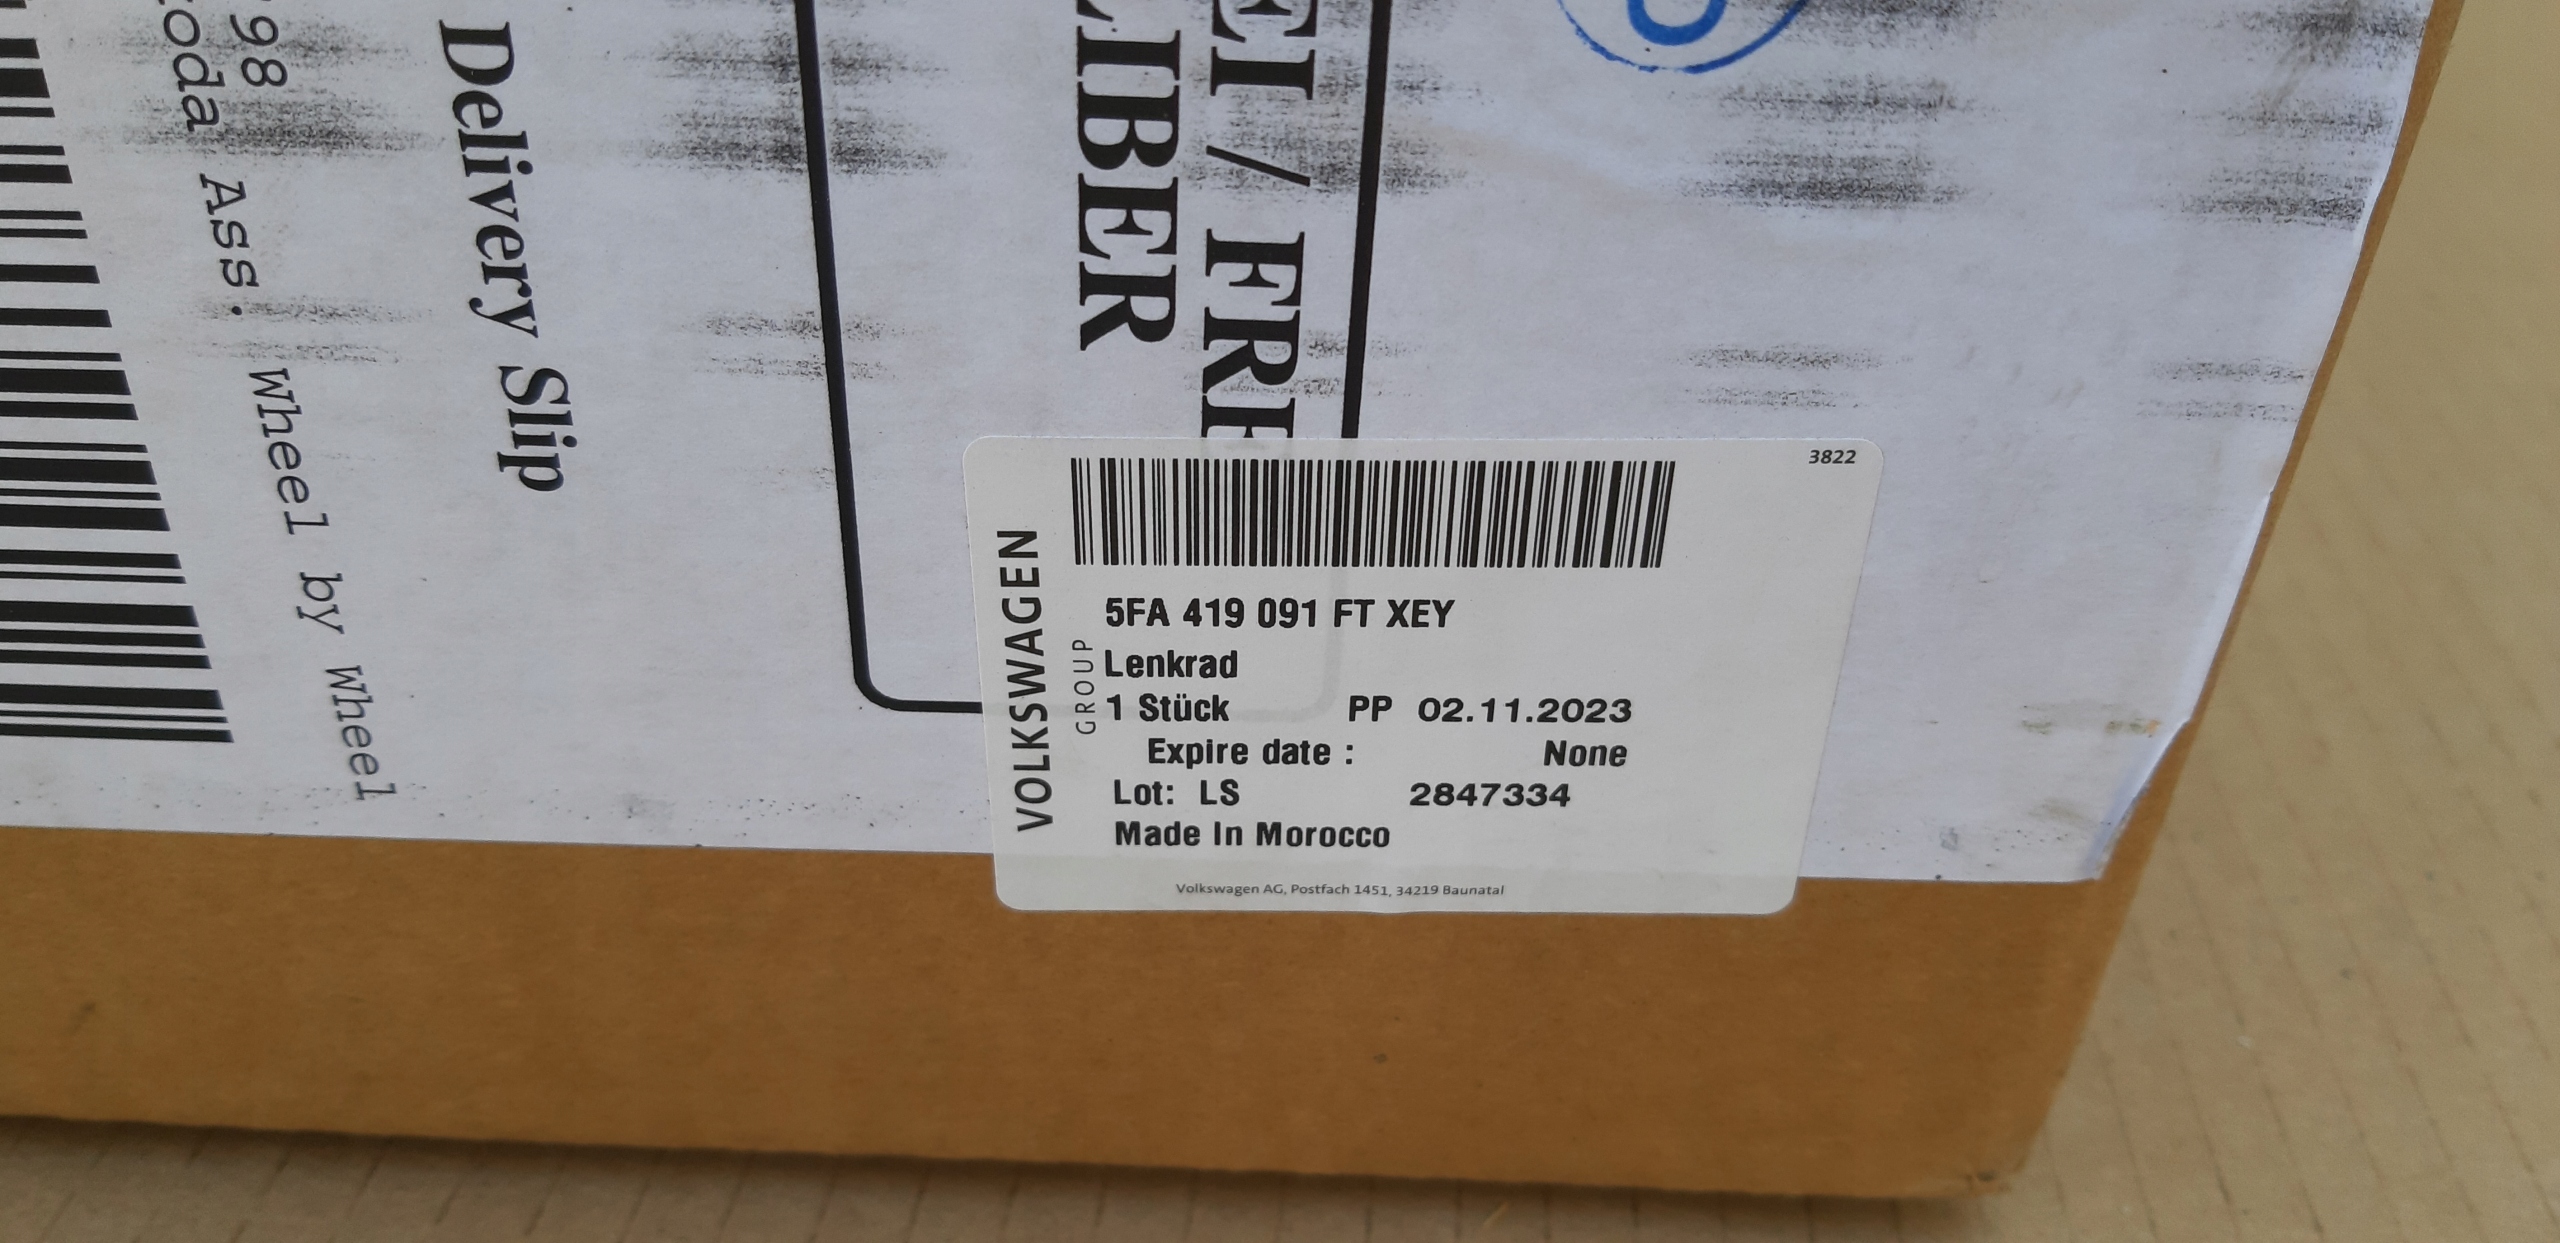 98
oda Ass. Wheel by Wheel
Delivery Slip
EI / FRE
LIBER
3822
VOLKSWAGEN
GROUP
5FA 419 091 FT XEY
Lenkrad
1 Stück PP 02.11.2023
Expire date : None
Lot: LS 2847334
Made In Morocco
Volkswagen AG, Postfach 1451, 34219 Baunatal